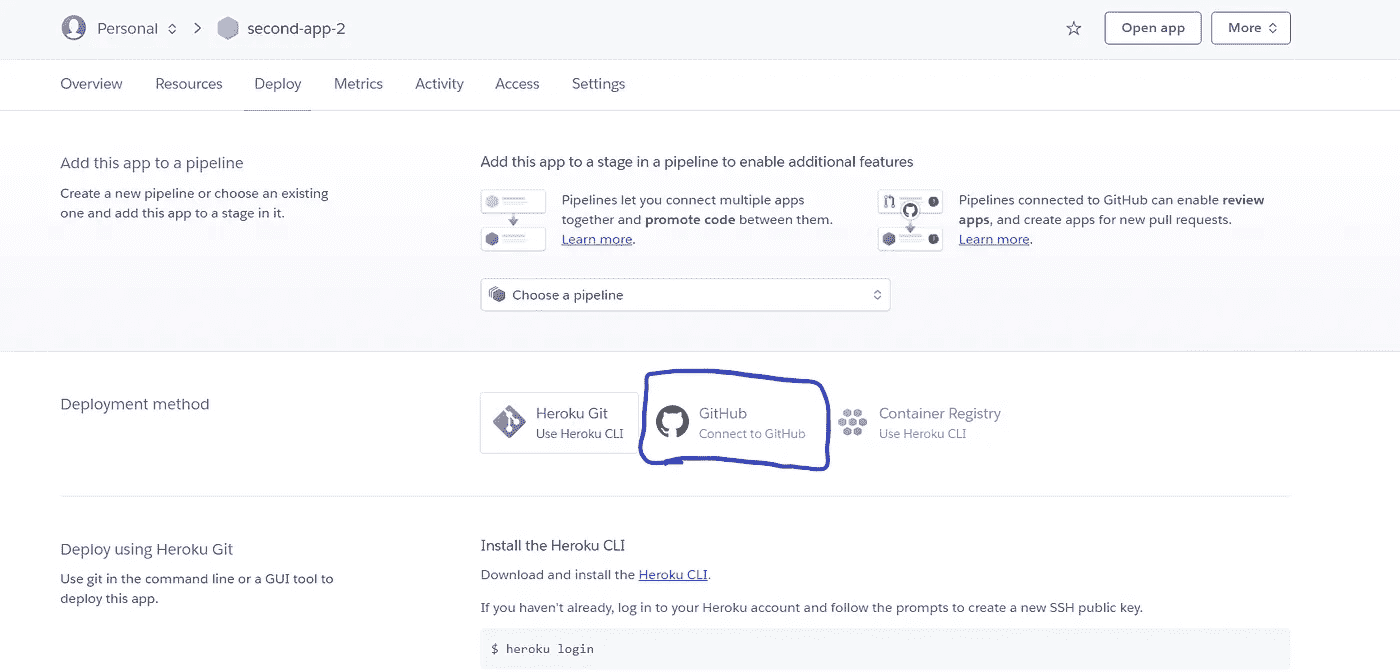 Personal > second-app-2
Open app
More
Overview Resources Deploy Metrics Activity Access Settings
Add this app to a pipeline
Create a new pipeline or choose an existing
one and add this app to a stage in it.
Add this app to a stage in a pipeline to enable additional features
Pipelines let you connect multiple apps
together and promote code between them.
Learn more.
Pipelines connected to GitHub can enable review
apps, and create apps for new pull requests.
Learn more.
Choose a pipeline
Deployment method
Heroku Git
Use Heroku CLI
GitHub
Connect to GitHub
Container Registry
Use Heroku CLI
Deploy using Heroku Git
Use git in the command line or a GUI tool to
deploy this app.
Install the Heroku CLI
Download and install the Heroku CLI.
If you haven't already, log in to your Heroku account and follow the prompts to create a new SSH public key.
$ heroku login